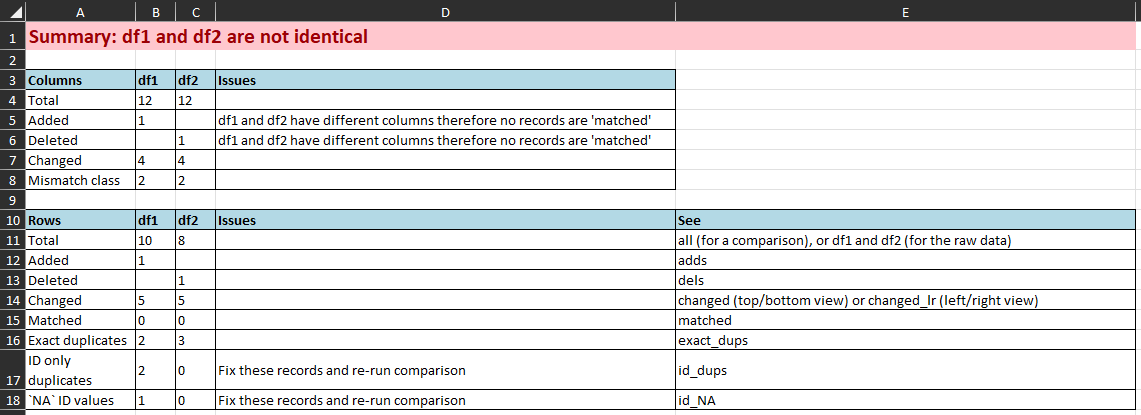 A B C D E
1 Summary: df1 and df2 are not identical
2
3 Columns df1 df2 Issues
4 Total 12 12
5 Added 1 df1 and df2 have different columns therefore no records are 'matched'
6 Deleted 1 df1 and df2 have different columns therefore no records are 'matched'
7 Changed 4 4
8 Mismatch class 2 2
9
10 Rows df1 df2 Issues See
11 Total 10 8 all (for a comparison), or df1 and df2 (for the raw data)
12 Added 1 adds
13 Deleted 1 dels
14 Changed 5 5 changed (top/bottom view) or changed_lr (left/right view)
15 Matched 0 0 matched
16 Exact duplicates 2 3 exact_dups
ID only
17 duplicates 2 0 Fix these records and re-run comparison id_dups
18 `NA` ID values 1 0 Fix these records and re-run comparison id_NA